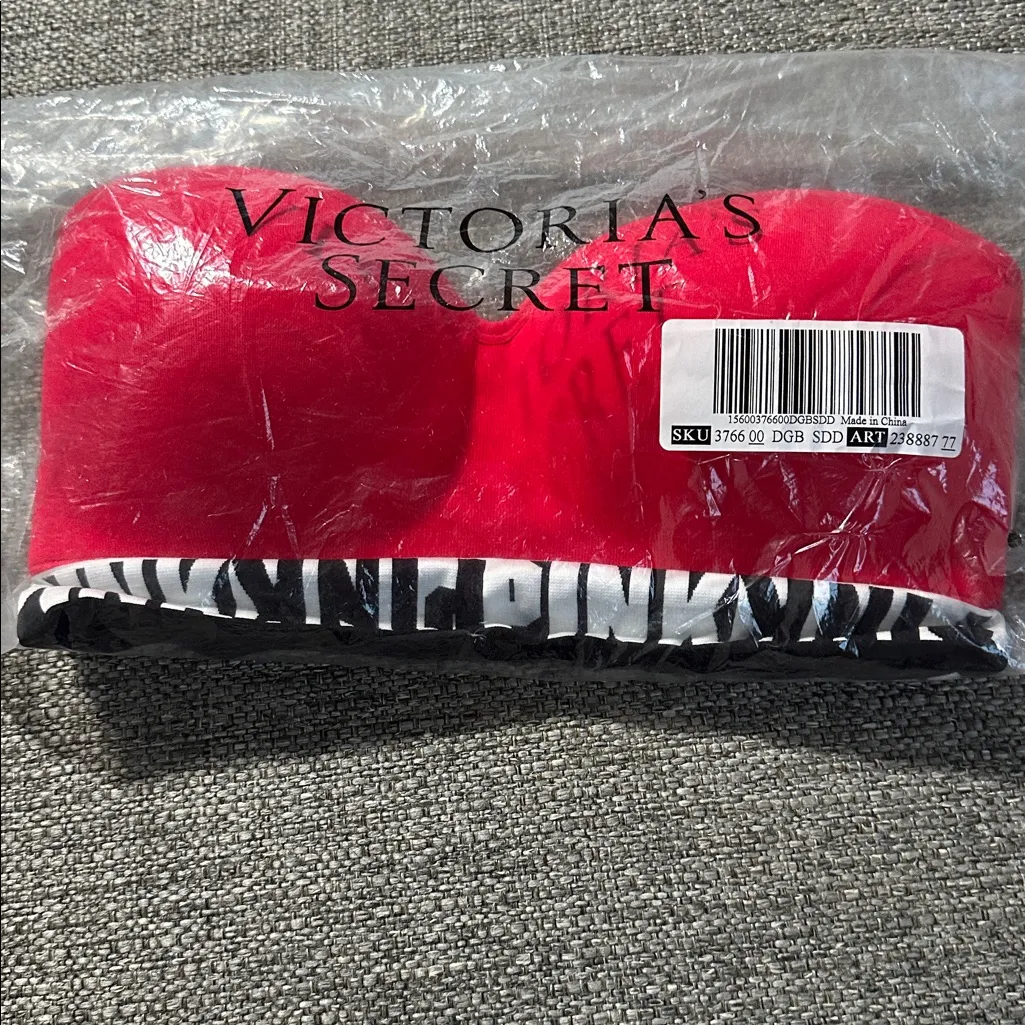 VICTORIA'S
SECRET
15600376600DGBSDD Made in China
SKU 3766 00 DGB SDD ART 238887 77
PINK